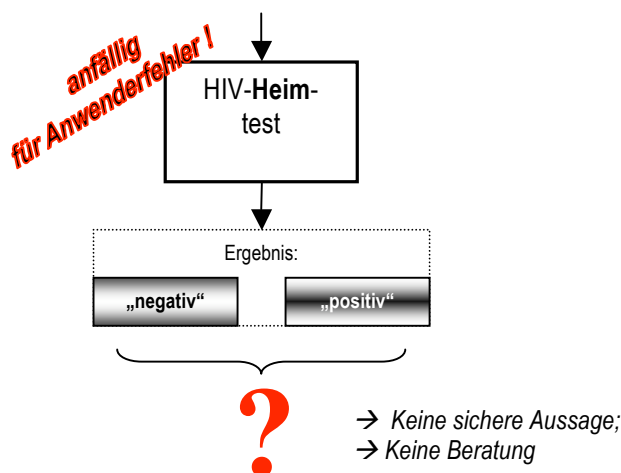 anfällig
für Anwenderfehler !
HIV-Heim-
test
Ergebnis:
„negativ“
„positiv“
?
→ Keine sichere Aussage;
→ Keine Beratung